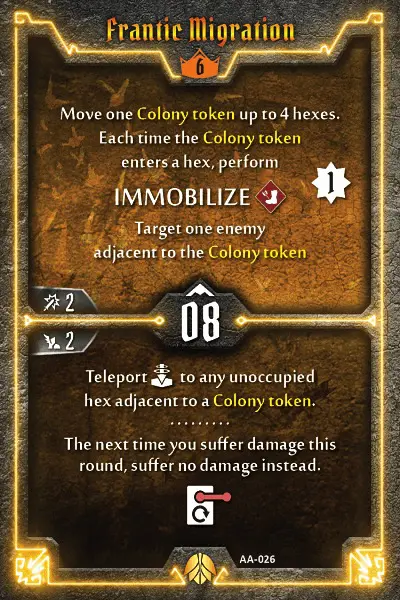 Frantic Migration
6
Move one Colony token up to 4 hexes.
Each time the Colony token
enters a hex, perform
IMMOBILIZE
1
Target one enemy
adjacent to the Colony token
2
08
2
Teleport to any unoccupied
hex adjacent to a Colony token.
.........
The next time you suffer damage this
round, suffer no damage instead.
AA-026